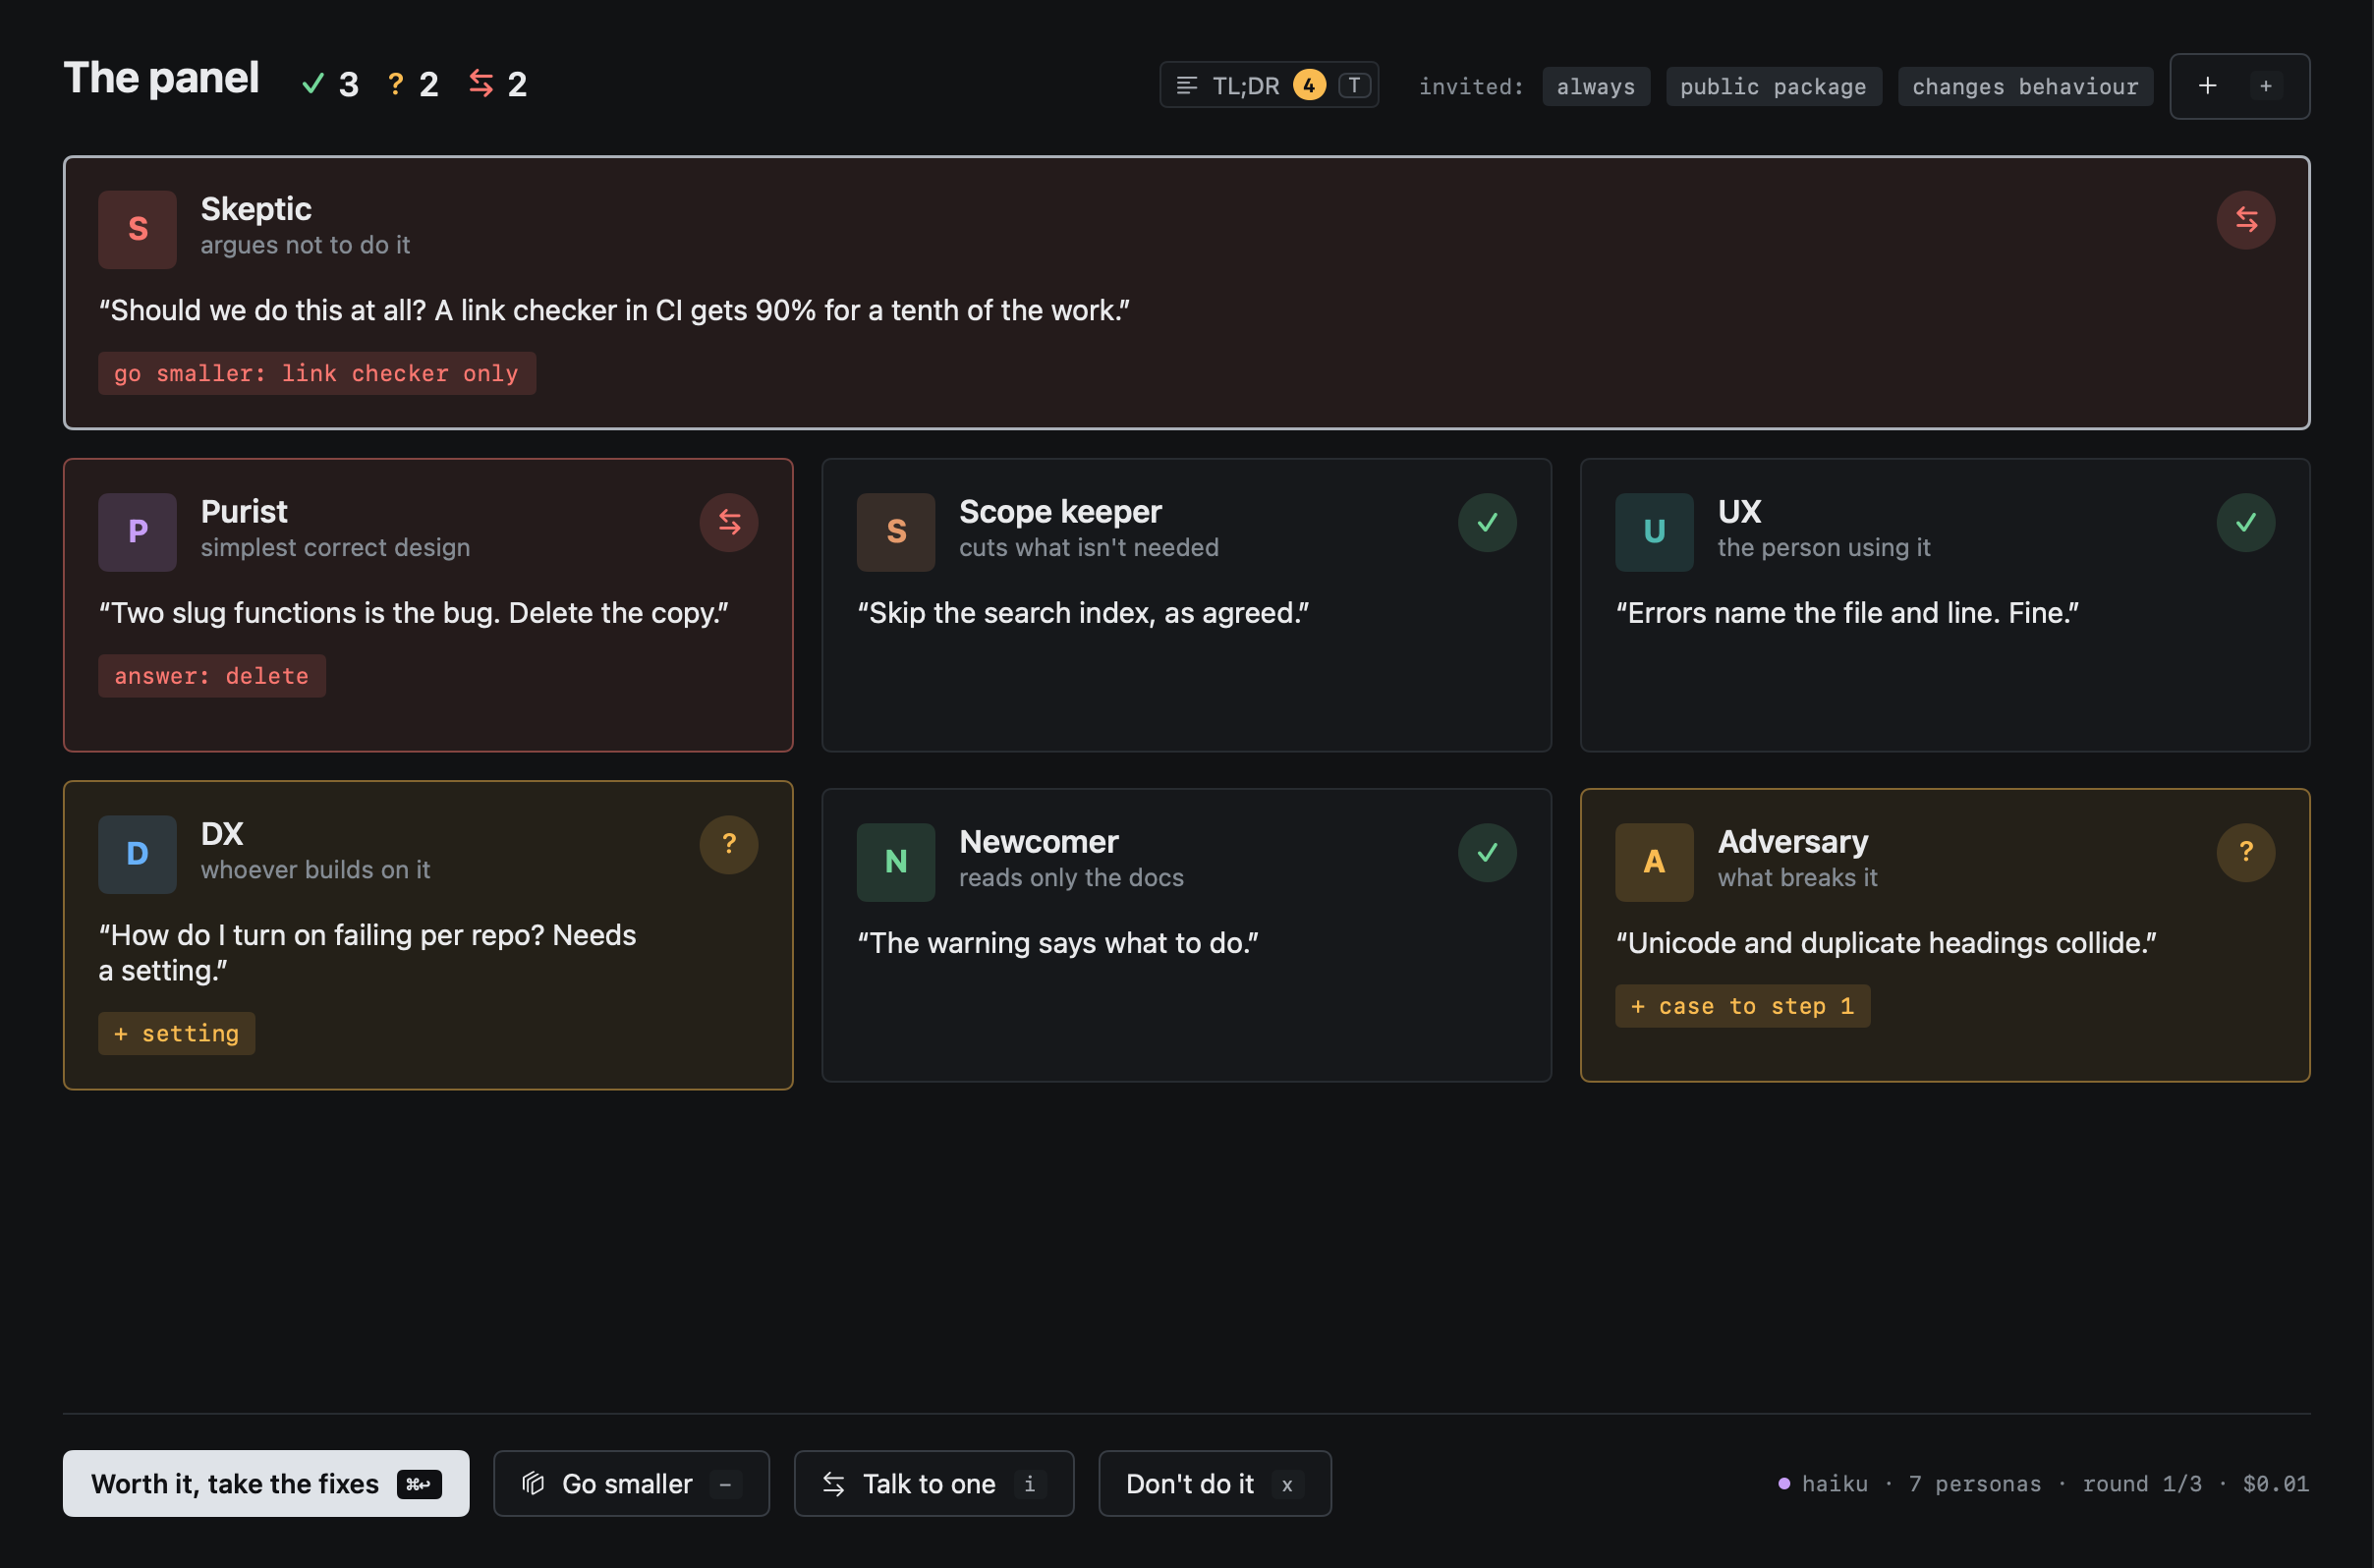 The panel ✓ 3 ? 2 ⇆ 2
TL;DR 4 T
invited: always public package changes behaviour + +
S
Skeptic
argues not to do it
“Should we do this at all? A link checker in CI gets 90% for a tenth of the work.”
go smaller: link checker only
P
Purist
simplest correct design
“Two slug functions is the bug. Delete the copy.”
answer: delete
S
Scope keeper
cuts what isn't needed
“Skip the search index, as agreed.”
U
UX
the person using it
“Errors name the file and line. Fine.”
D
DX
whoever builds on it
?
“How do I turn on failing per repo? Needs
a setting.”
+ setting
N
Newcomer
reads only the docs
“The warning says what to do.”
A
Adversary
what breaks it
?
“Unicode and duplicate headings collide.”
+ case to step 1
Worth it, take the fixes ⌘↩
Go smaller –
Talk to one i
Don't do it x
haiku · 7 personas · round 1/3 · $0.01